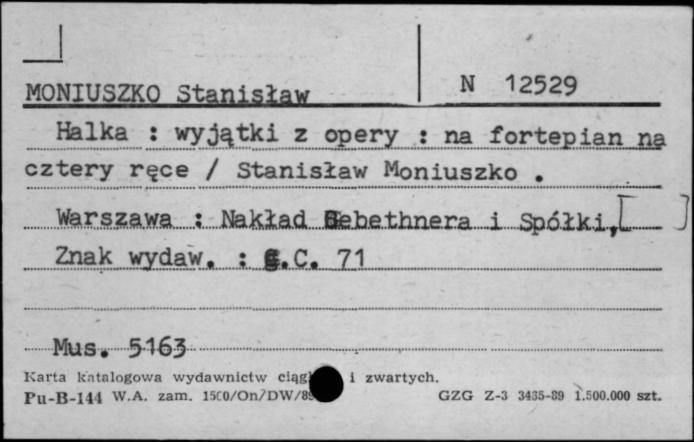 MONIUSZKO Stanisław
N 12529
Halka : wyjątki z opery : na fortepian na
cztery ręce / Stanisław Moniuszko .
Warszawa : Nakład Gebethnera i Spółki, [ ]
Znak wydaw. : G.C. 71
Mus. 5163
Karta katalogowa wydawnictw i zwartych.
Pu-B-144 W.A. zam. 1500/On/DW/89
GZG Z-3 3435-89 1.500.000 szt.